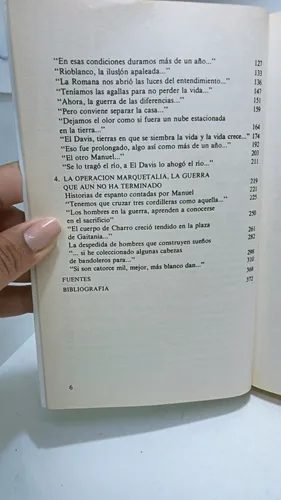 "En esas condiciones duramos más de un año..." 127
"Rioblanco, la ilusión apaleada..." 133
"La Romana nos abrió las luces del entendimiento..." 136
"Teníamos las agallas para no perder la vida..." 147
"Ahora, la guerra de las diferencias..." 151
"Pero conviene separar la casa..." 159
"Dejamos el olor como si fuera un nube estacionada
en la tierra..." 164
"El Davis, tierras en que se siembra la vida y la vida crece..." 174
"Eso fue prolongado, algo así como más de un año..." 192
"El otro Manuel..." 203
"Se lo tragó el río, a El Davis lo ahogó el río..." 211
4. LA OPERACION MARQUETALIA, LA GUERRA
QUE AUN NO HA TERMINADO 219
Historias de espanto contadas por Manuel 221
"Tenemos que cruzar tres cordilleras como aquella..." 225
"Los hombres en la guerra, aprenden a conocerse 250
en el sacrificio"
"El cuerpo de Charro creció tendido en la plaza
de Gaitania..." 261
La despedida de hombres que construyen sueños 282
"... si he coleccionado algunas cabezas 298
de bandoleros para..." 310
"Si son catorce mil, mejor, más blanco dan..." 368
FUENTES 372
BIBLIOGRAFIA
6